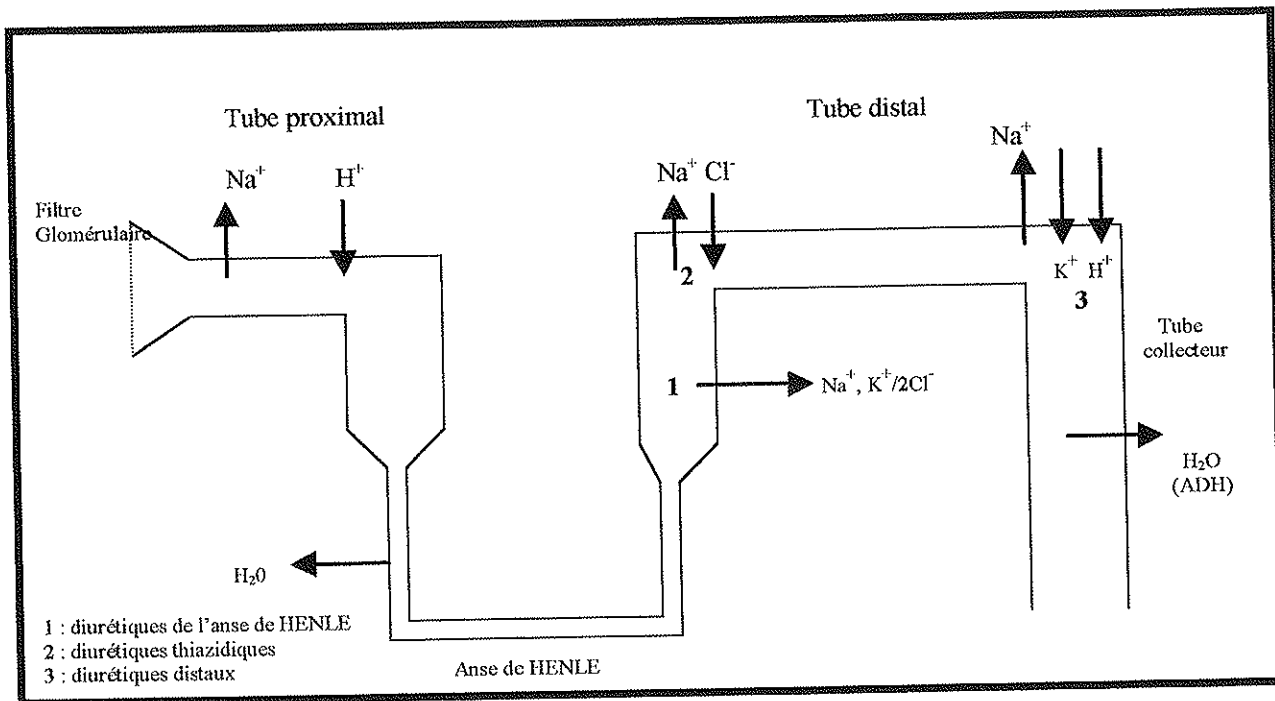 Tube proximal
Tube distal
Na⁺ H⁺
Na⁺ Cl⁻
Na⁺
Filtre
Glomérulaire
2
K⁺ H⁺
3
Tube
collecteur
1
Na⁺, K⁺/2Cl⁻
H₂O
(ADH)
H₂0
1 : diurétiques de l'anse de HENLE
2 : diurétiques thiazidiques
3 : diurétiques distaux
Anse de HENLE